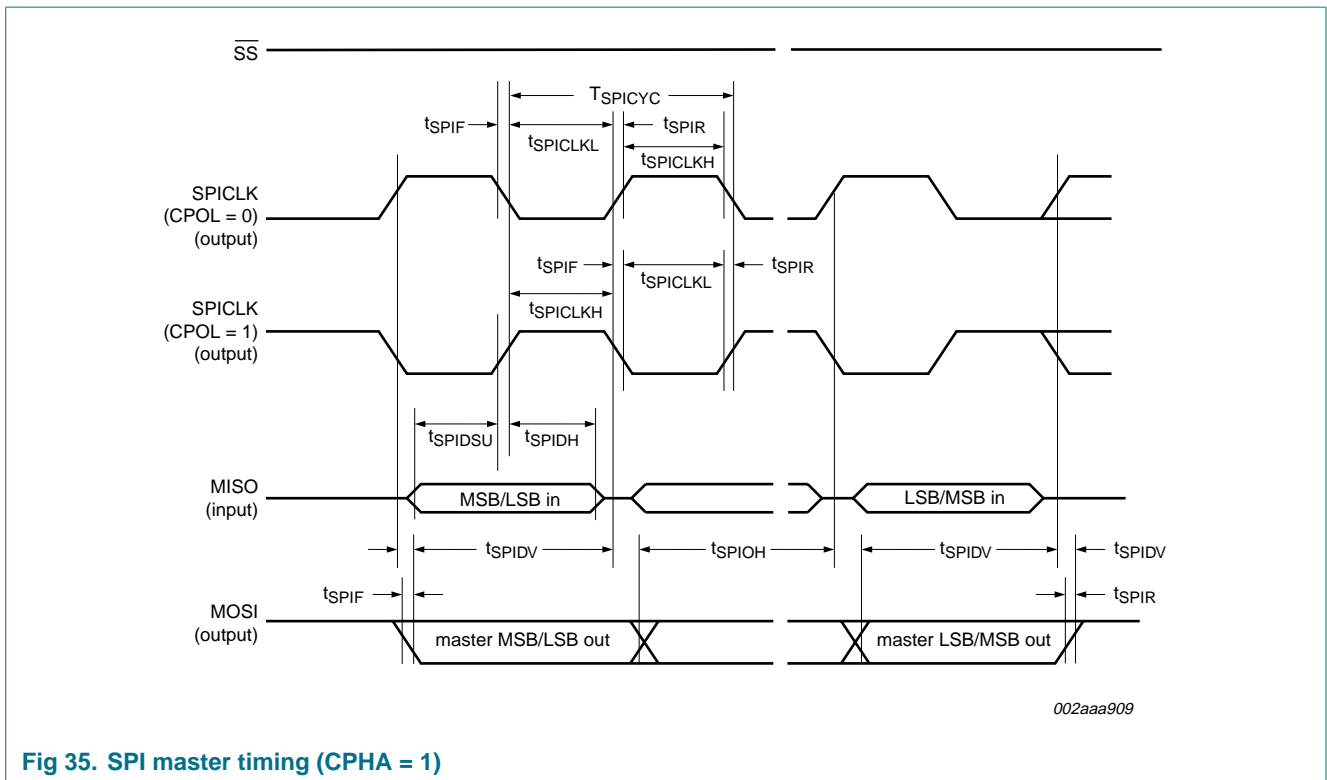 SS
TSPICYC
tSPIF
tSPIR
tSPICLKL
tSPICLKH
SPICLK
(CPOL = 0)
(output)
tSPIF
tSPICLKL
tSPIR
tSPICLKH
SPICLK
(CPOL = 1)
(output)
tSPIDSU
tSPIDH
MISO
(input)
MSB/LSB in
LSB/MSB in
tSPIDV
tSPIOH
tSPIDV
tSPIDV
tSPIF
tSPIR
MOSI
(output)
master MSB/LSB out
master LSB/MSB out
002aaa909
Fig 35. SPI master timing (CPHA = 1)